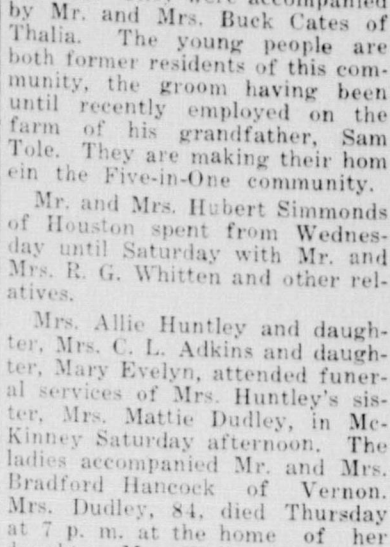 were accompanied
by Mr. and Mrs. Buck Cates of
Thalia. The young people are
both former residents of this com-
munity, the groom having been
until recently employed on the
farm of his grandfather, Sam
Tole. They are making their hom
ein the Five-in-One community.
Mr. and Mrs. Hubert Simmonds
of Houston spent from Wednes-
day until Saturday with Mr. and
Mrs. R. G. Whitten and other rel-
atives.
Mrs. Allie Huntley and daugh-
ter, Mrs. C. L. Adkins and daugh-
ter, Mary Evelyn, attended funer-
al services of Mrs. Huntley's sis-
ter, Mrs. Mattie Dudley, in Mc-
Kinney Saturday afternoon. The
ladies accompanied Mr. and Mrs.
Bradford Hancock of Vernon.
Mrs. Dudley, 84, died Thursday
at 7 p. m. at the home of her